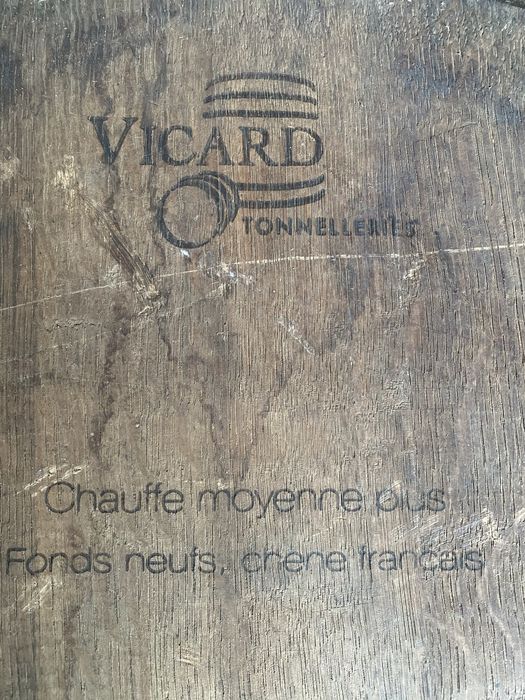 VICARD
TONNELLERIES
Chauffe moyenne plus
Fonds neufs, chêne français